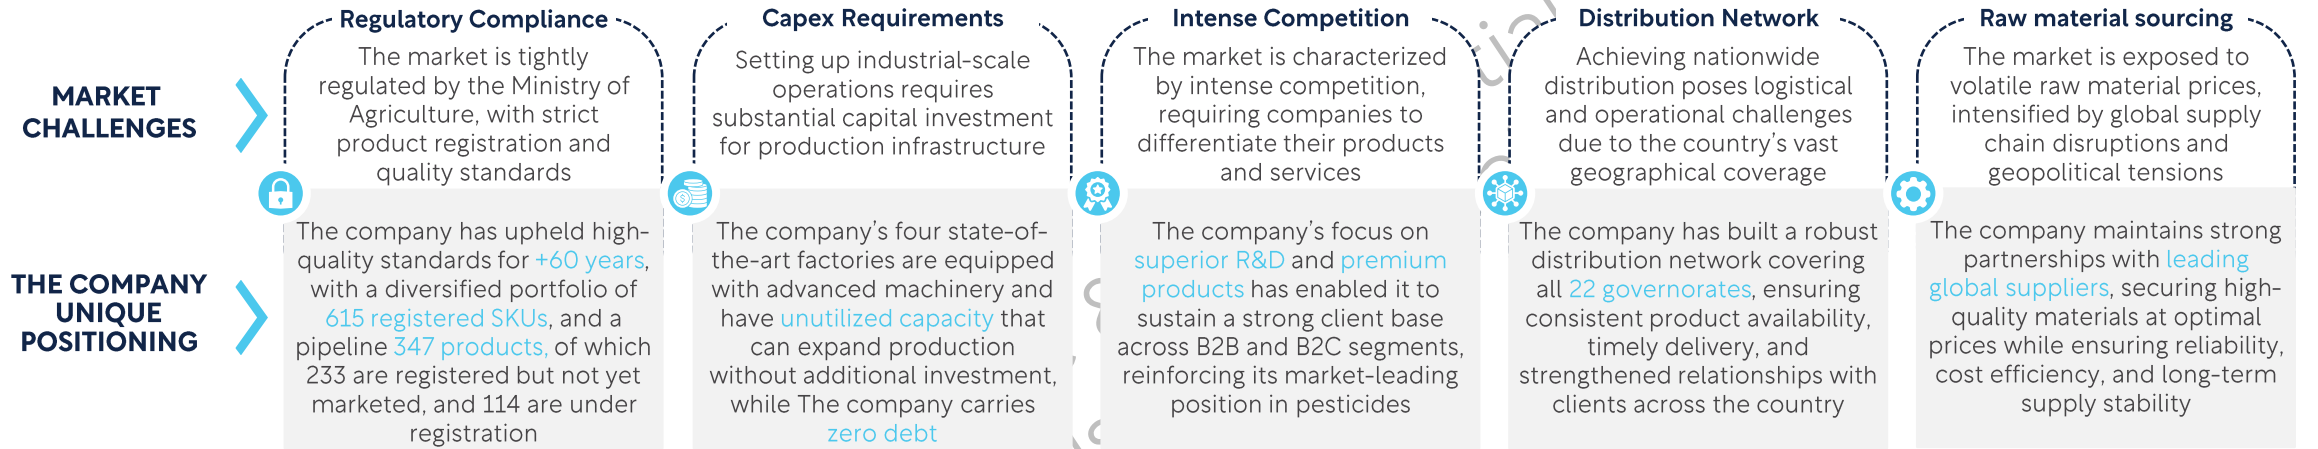 MARKET
CHALLENGES
Regulatory Compliance
The market is tightly
regulated by the Ministry of
Agriculture, with strict
product registration and
quality standards
Capex Requirements
Setting up industrial-scale
operations requires
substantial capital investment
for production infrastructure
Intense Competition
The market is characterized
by intense competition,
requiring companies to
differentiate their products
and services
Distribution Network
Achieving nationwide
distribution poses logistical
and operational challenges
due to the country's vast
geographical coverage
Raw material sourcing
The market is exposed to
volatile raw material prices,
intensified by global supply
chain disruptions and
geopolitical tensions
THE COMPANY
UNIQUE
POSITIONING
The company has upheld high-
quality standards for +60 years,
with a diversified portfolio of
615 registered SKUs, and a
pipeline 347 products, of which
233 are registered but not yet
marketed, and 114 are under
registration
The company's four state-of-
the-art factories are equipped
with advanced machinery and
have unutilized capacity that
can expand production
without additional investment,
while The company carries
zero debt
The company's focus on
superior R&D and premium
products has enabled it to
sustain a strong client base
across B2B and B2C segments,
reinforcing its market-leading
position in pesticides
The company has built a robust
distribution network covering
all 22 governorates, ensuring
consistent product availability,
timely delivery, and
strengthened relationships with
clients across the country
The company maintains strong
partnerships with leading
global suppliers, securing high-
quality materials at optimal
prices while ensuring reliability,
cost efficiency, and long-term
supply stability